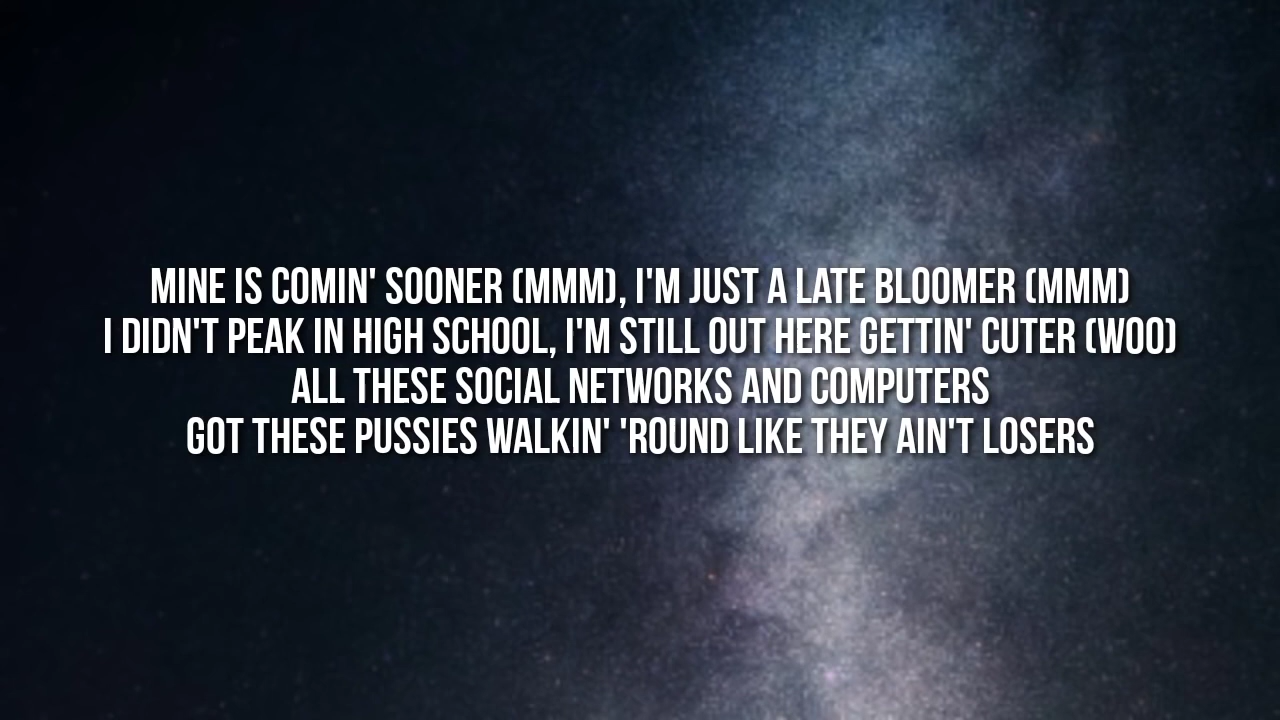 MINE IS COMIN' SOONER (MMM), I'M JUST A LATE BLOOMER (MMM)
I DIDN'T PEAK IN HIGH SCHOOL, I'M STILL OUT HERE GETTIN' CUTER (WOO)
ALL THESE SOCIAL NETWORKS AND COMPUTERS
GOT THESE PUSSIES WALKIN' 'ROUND LIKE THEY AIN'T LOSERS